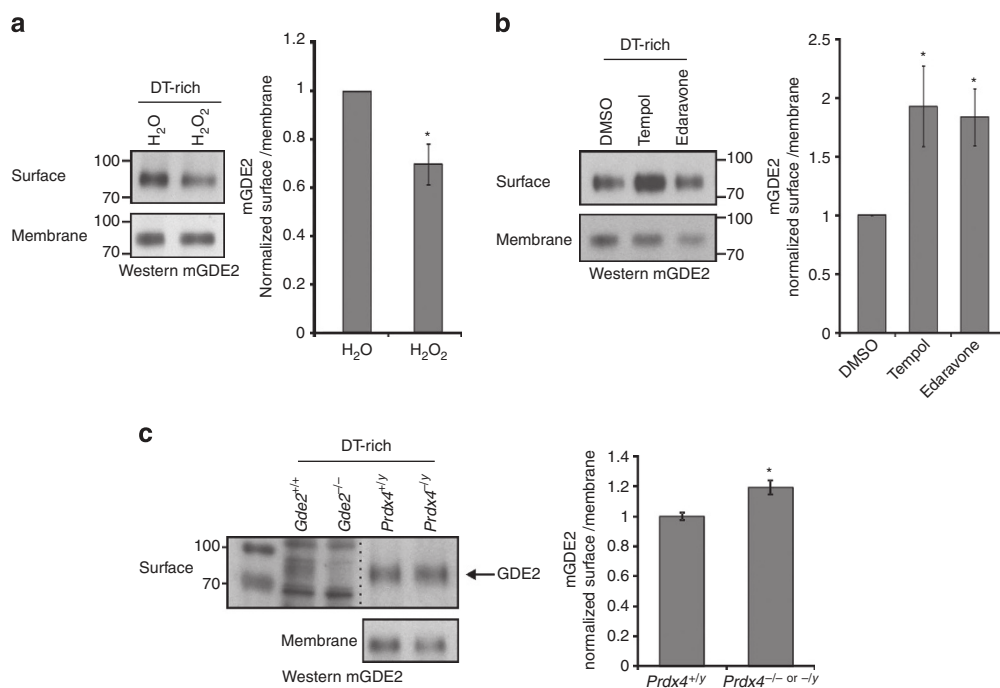 a
DT-rich
H₂O
H₂O₂
Surface
100
70
Membrane
100
70
Western mGDE2
mGDE2
Normalized surface /membrane
1.2
1
0.8
0.6
0.4
0.2
0
*
H₂O
H₂O₂
b
DT-rich
DMSO
Tempol
Edaravone
Surface
100
70
Membrane
100
70
Western mGDE2
mGDE2
normalized surface /membrane
2.5
2
1.5
1
0.5
0
*
*
DMSO
Tempol
Edaravone
c
DT-rich
Gde2⁺/⁺
Gde2⁻/⁻
Prdx4⁺/ʸ
Prdx4⁻/ʸ
Surface
100
70
GDE2
Membrane
Western mGDE2
mGDE2
normalized surface /membrane
1.4
1.2
1
0.8
0.6
0.4
0.2
0
*
Prdx4⁺/ʸ
Prdx4⁻/⁻ or ⁻/ʸ